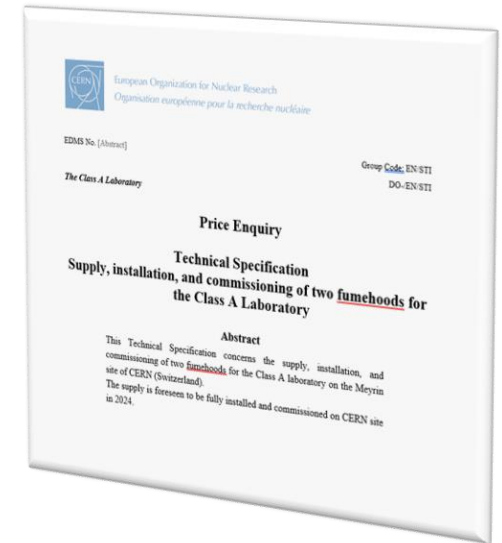 CERN
European Organization for Nuclear Research
Organisation européenne pour la recherche nucléaire
EDMS No. [Abstract]
Group Code: EN/STI
DO-EN/STI
The Class A Laboratory
Price Enquiry
Technical Specification
Supply, installation, and commissioning of two fumehoods for
the Class A Laboratory
Abstract
This Technical Specification concerns the supply, installation, and
commissioning of two fumehoods for the Class A laboratory on the Meyrin
site of CERN (Switzerland).
The supply is foreseen to be fully installed and commissioned on CERN site
in 2024.